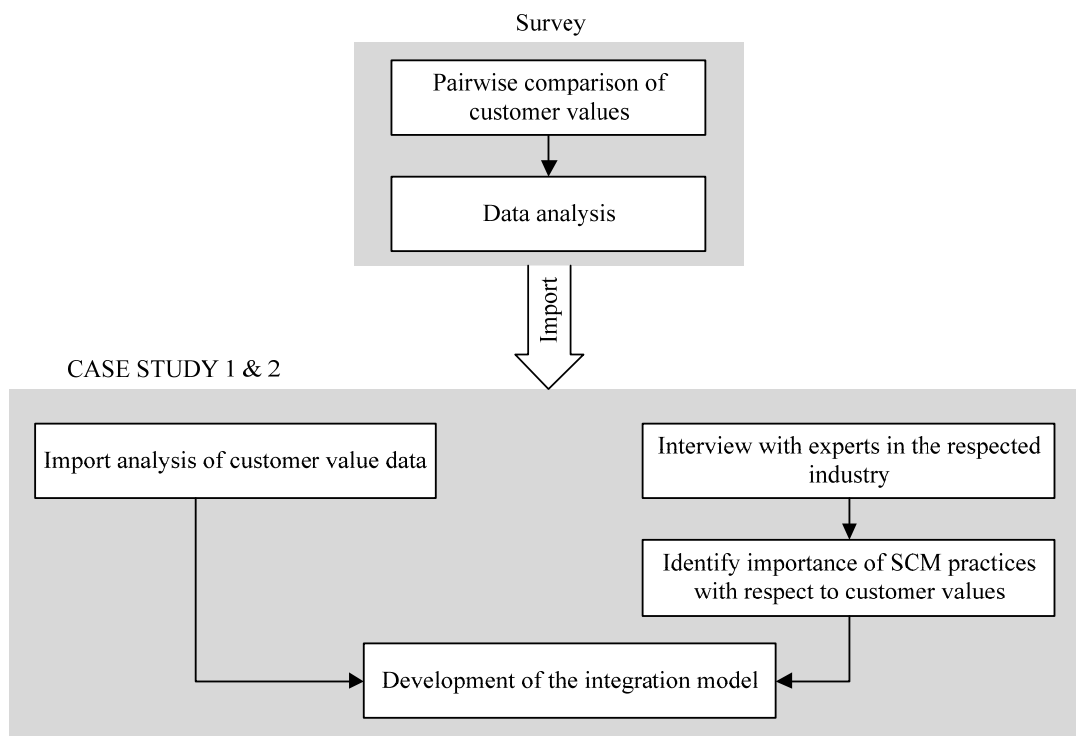 Survey
Pairwise comparison of
customer values
Data analysis
Import
CASE STUDY 1 & 2
Import analysis of customer value data
Interview with experts in the respected
industry
Identify importance of SCM practices
with respect to customer values
Development of the integration model